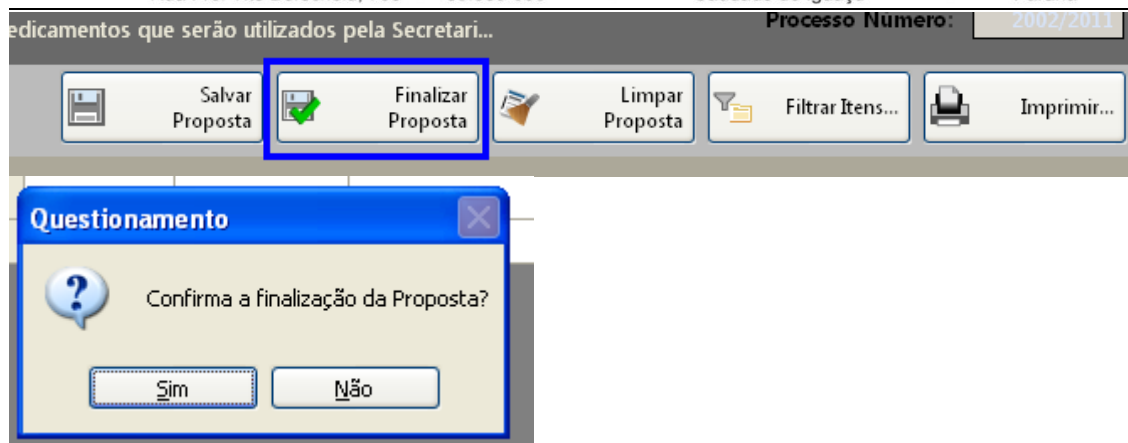 edicamentos que serão utilizados pela Secretari...
Processo Número: 2002/2011
Salvar
Proposta
Finalizar
Proposta
Limpar
Proposta
Filtrar Itens...
Imprimir...
Questionamento
Confirma a finalização da Proposta?
Sim
Não